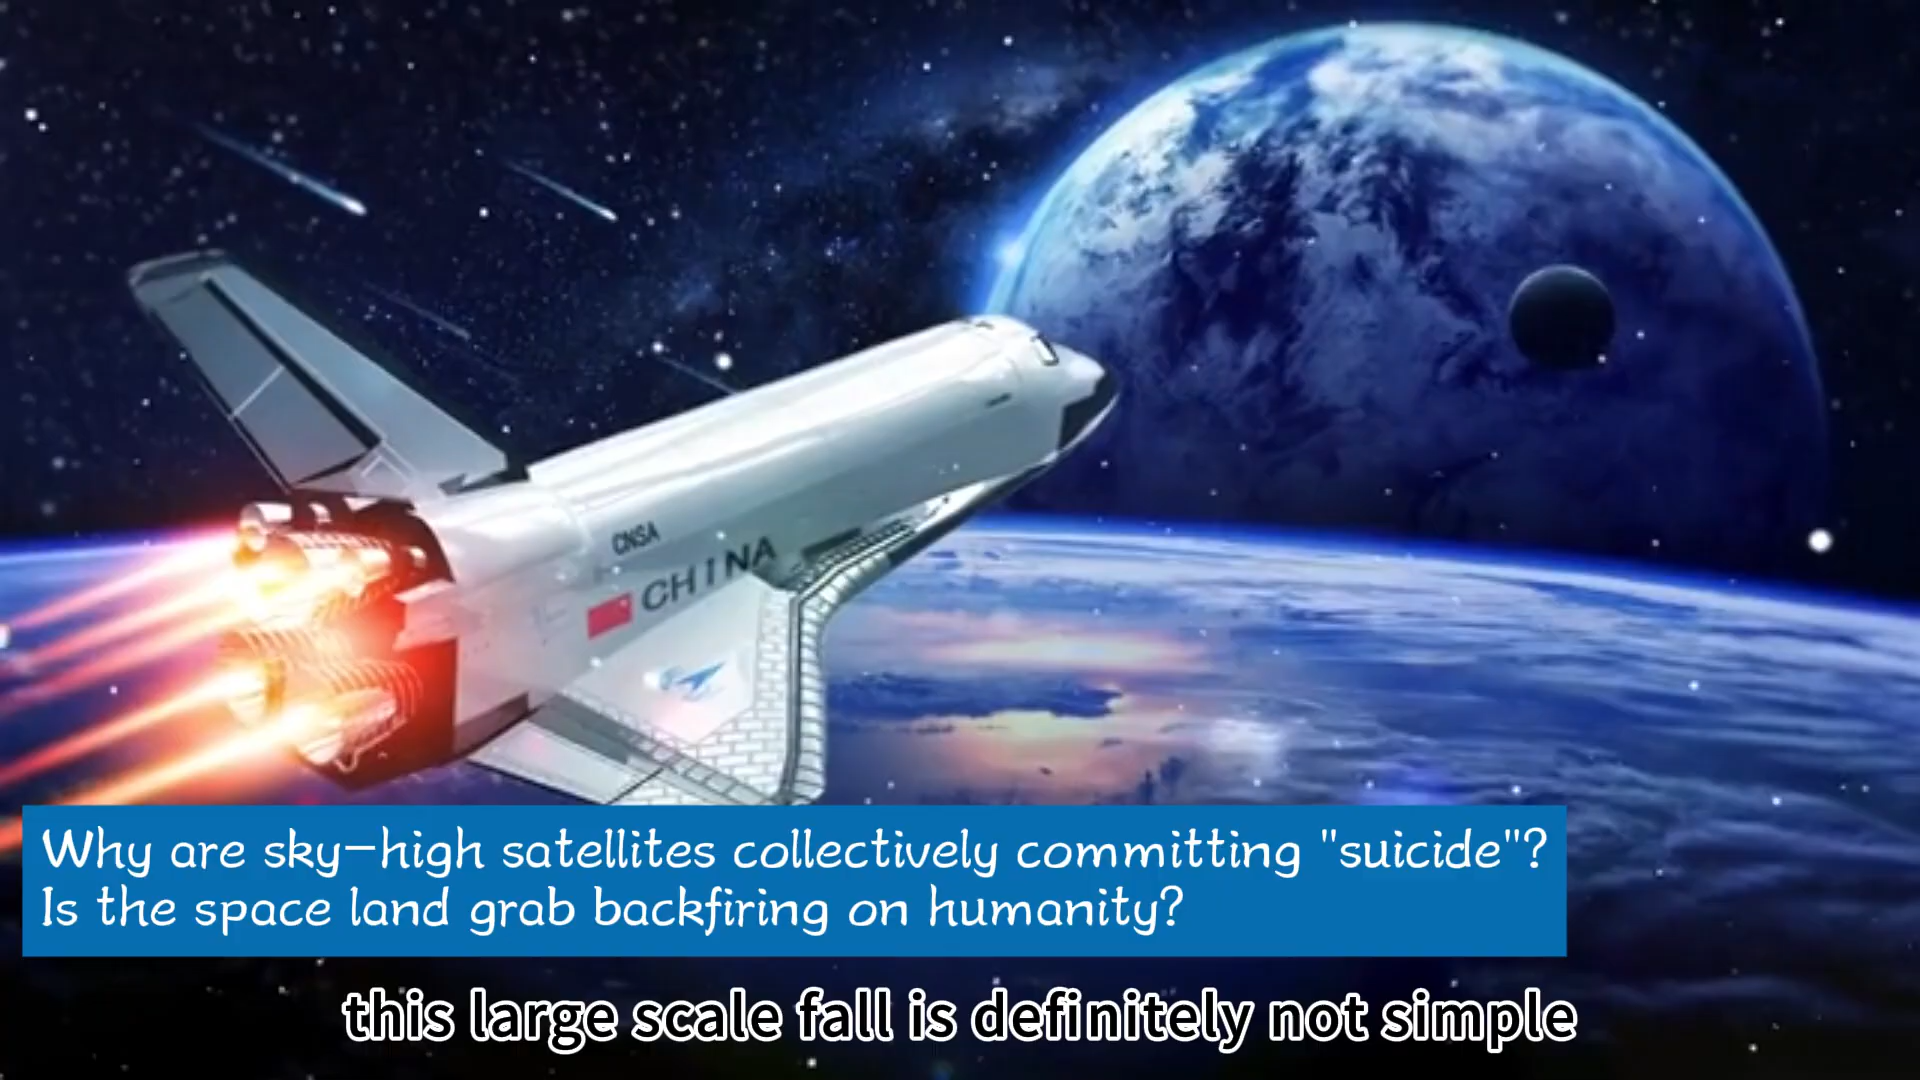 CNSA
CHINA
Why are sky-high satellites collectively committing "suicide"?
Is the space land grab backfiring on humanity?
this large scale fall is definitely not simple